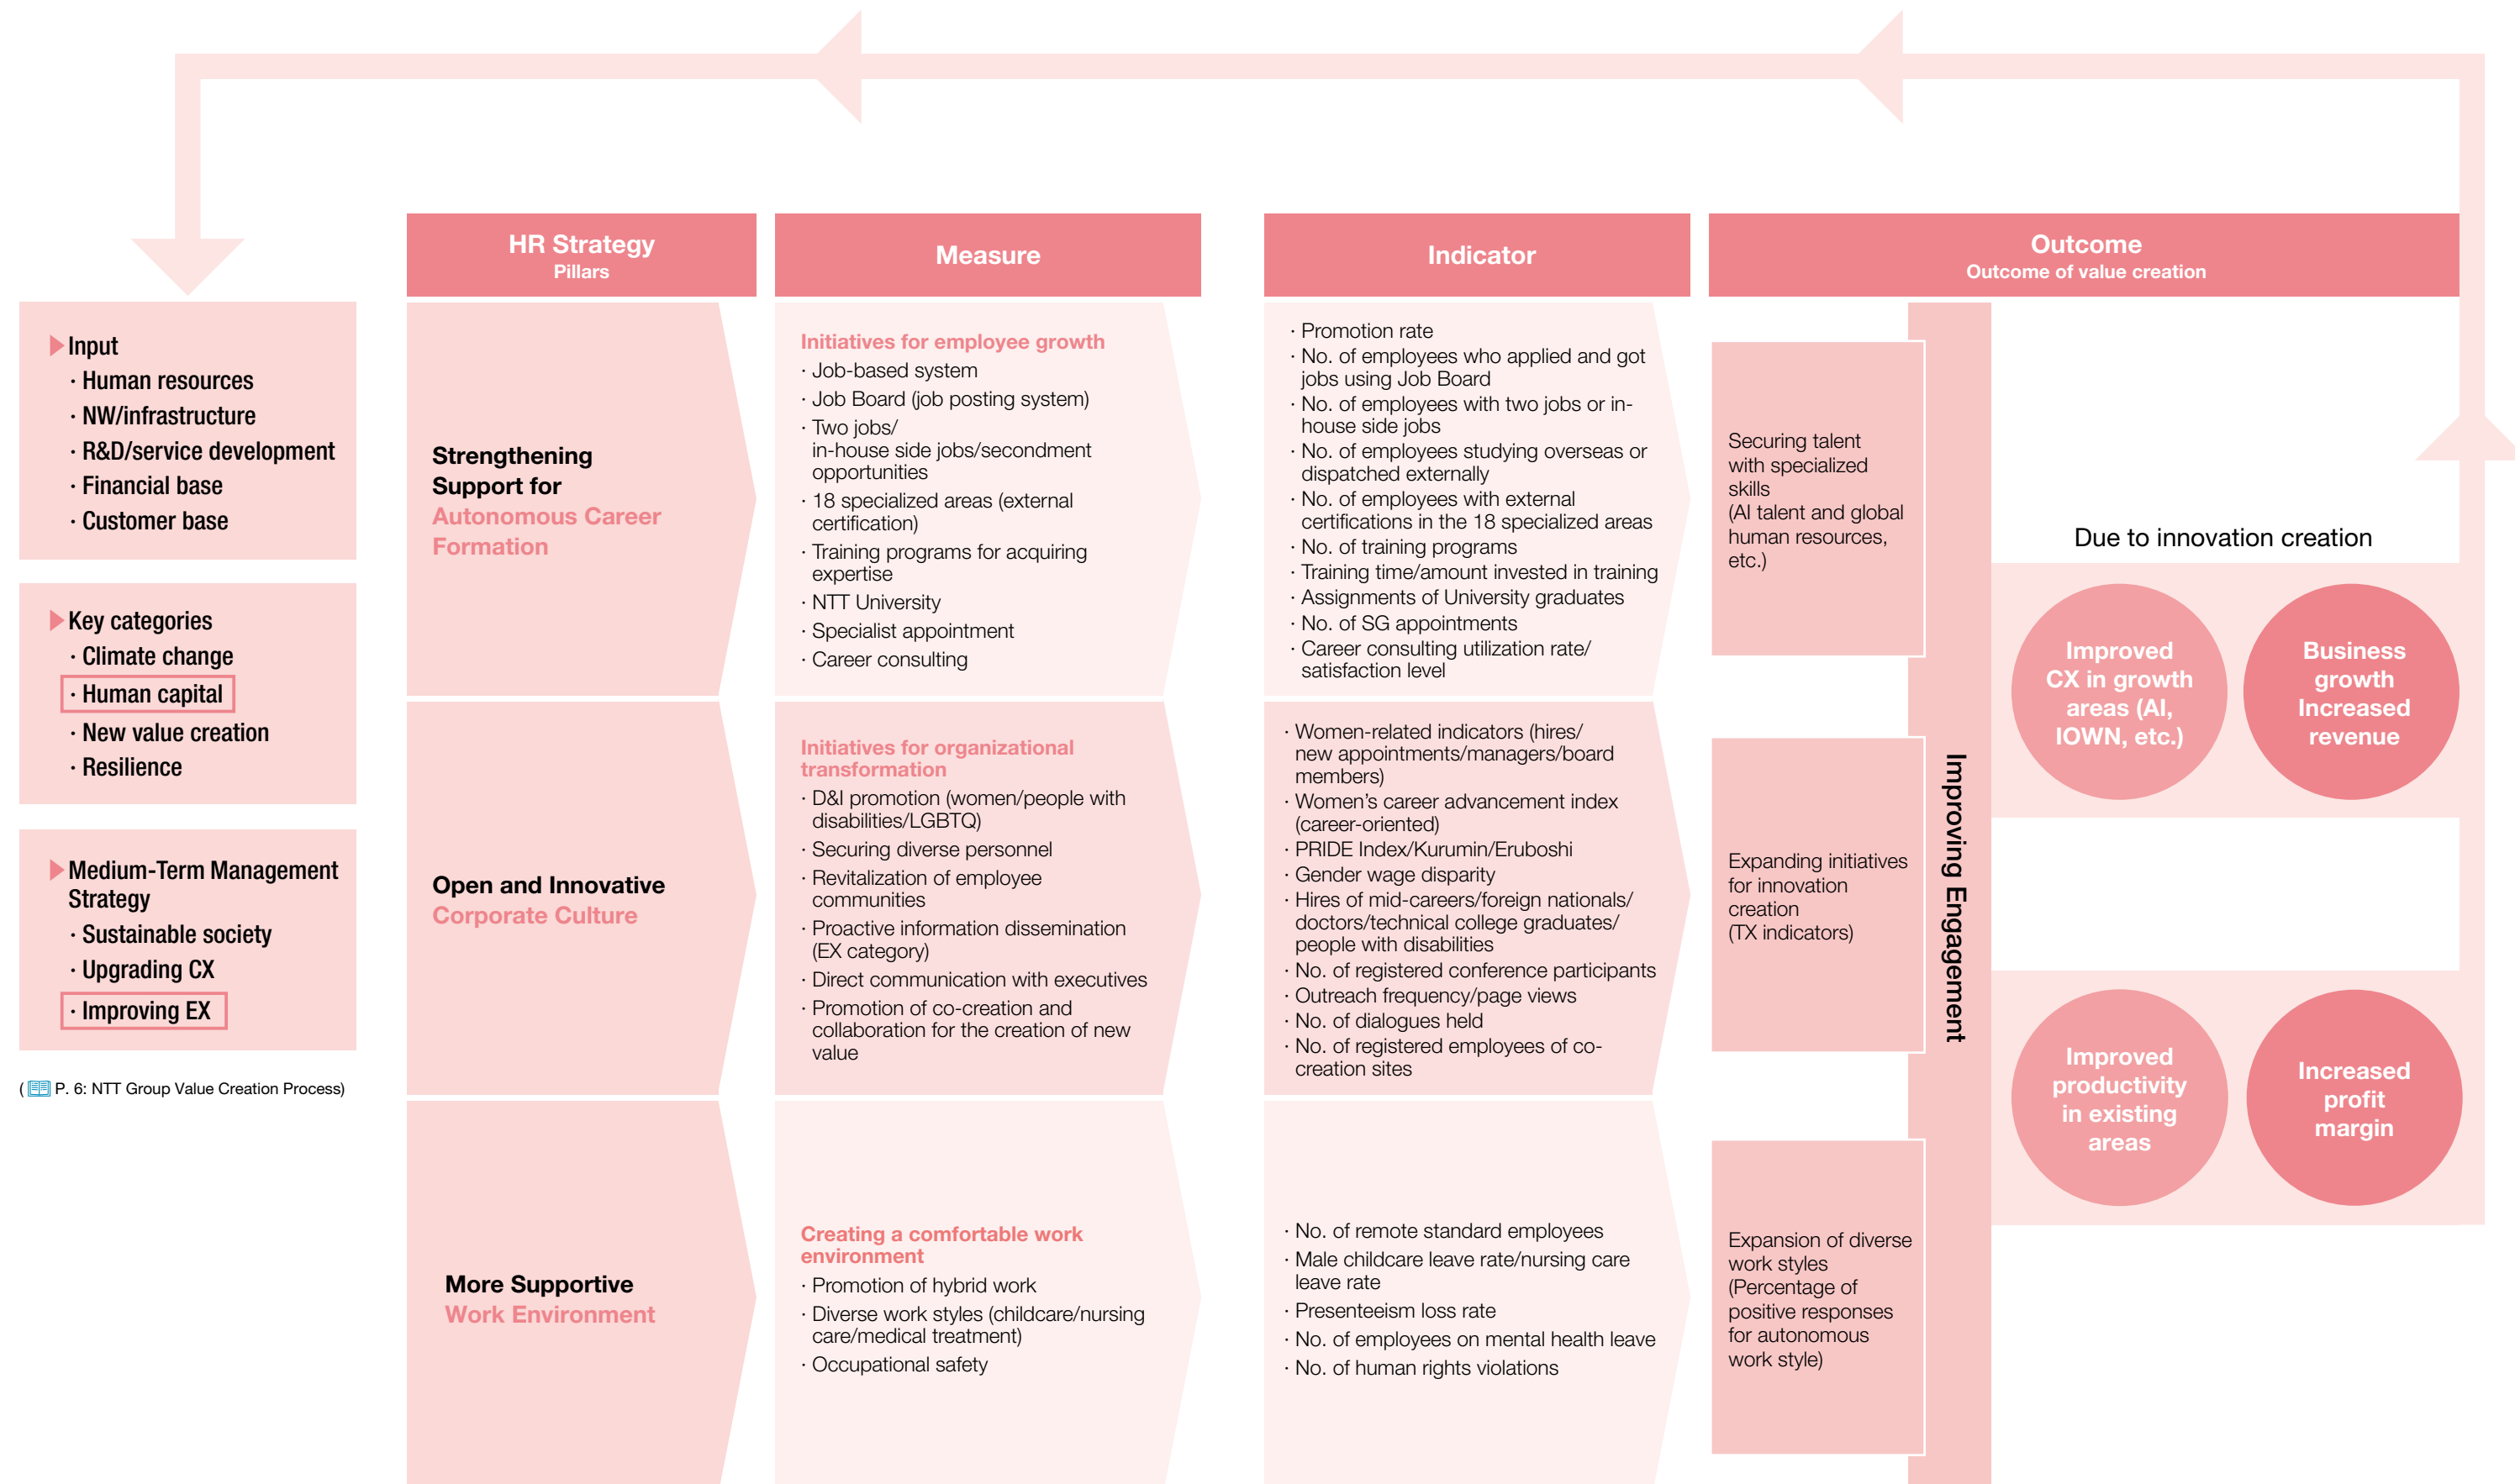 ▶Input
· Human resources
· NW/infrastructure
· R&D/service development
· Financial base
· Customer base
▶Key categories
· Climate change
· Human capital
· New value creation
· Resilience
▶Medium-Term Management
Strategy
· Sustainable society
· Upgrading CX
· Improving EX
( P. 6: NTT Group Value Creation Process)
HR Strategy
Pillars
Measure
Indicator
Outcome
Outcome of value creation
Strengthening
Support for
Autonomous Career
Formation
Initiatives for employee growth
· Job-based system
· Job Board (job posting system)
· Two jobs/
in-house side jobs/secondment
opportunities
· 18 specialized areas (external
certification)
· Training programs for acquiring
expertise
· NTT University
· Specialist appointment
· Career consulting
· Promotion rate
· No. of employees who applied and got
jobs using Job Board
· No. of employees with two jobs or in-
house side jobs
· No. of employees studying overseas or
dispatched externally
· No. of employees with external
certifications in the 18 specialized areas
· No. of training programs
· Training time/amount invested in training
· Assignments of University graduates
· No. of SG appointments
· Career consulting utilization rate/
satisfaction level
Securing talent
with specialized
skills
(AI talent and global
human resources,
etc.)
Open and Innovative
Corporate Culture
Initiatives for organizational
transformation
· D&I promotion (women/people with
disabilities/LGBTQ)
· Securing diverse personnel
· Revitalization of employee
communities
· Proactive information dissemination
(EX category)
· Direct communication with executives
· Promotion of co-creation and
collaboration for the creation of new
value
· Women-related indicators (hires/
new appointments/managers/board
members)
· Women's career advancement index
(career-oriented)
· PRIDE Index/Kurumin/Eruboshi
· Gender wage disparity
· Hires of mid-careers/foreign nationals/
doctors/technical college graduates/
people with disabilities
· No. of registered conference participants
· Outreach frequency/page views
· No. of dialogues held
· No. of registered employees of co-
creation sites
Expanding initiatives
for innovation
creation
(TX indicators)
More Supportive
Work Environment
Creating a comfortable work
environment
· Promotion of hybrid work
· Diverse work styles (childcare/nursing
care/medical treatment)
· Occupational safety
· No. of remote standard employees
· Male childcare leave rate/nursing care
leave rate
· Presenteeism loss rate
· No. of employees on mental health leave
· No. of human rights violations
Expansion of diverse
work styles
(Percentage of
positive responses
for autonomous
work style)
Improving Engagement
Due to innovation creation
Improved
CX in growth
areas (AI,
IOWN, etc.)
Business
growth
Increased
revenue
Improved
productivity
in existing
areas
Increased
profit
margin